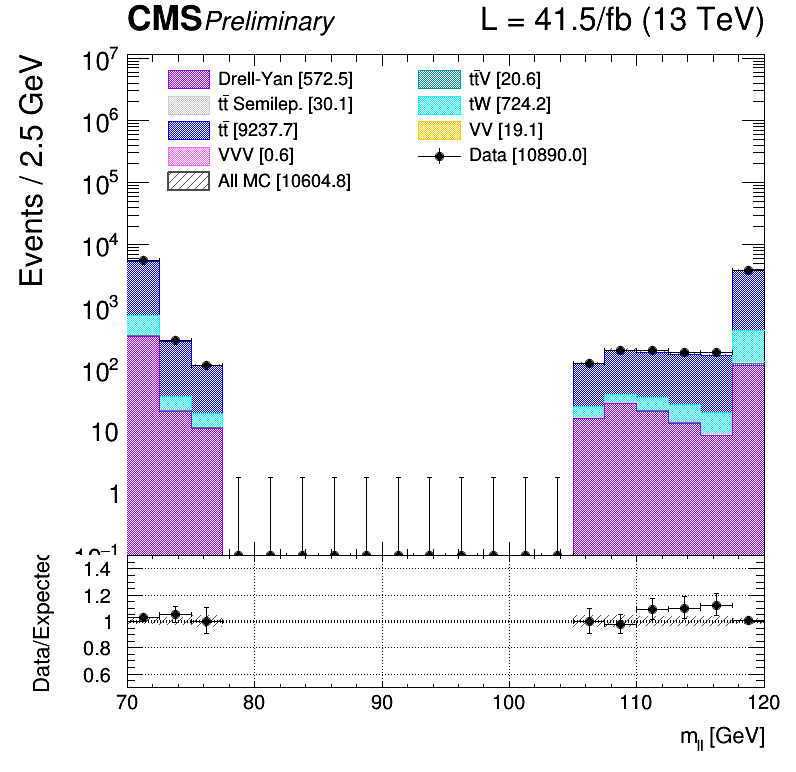 CMS Preliminary L = 41.5/fb (13 TeV)
Events / 2.5 GeV
10⁷
10⁶
10⁵
10⁴
10³
10²
10
1
10⁻¹
Drell-Yan [572.5]
tt̄ Semilep. [30.1]
tt̄ [9237.7]
VVV [0.6]
All MC [10604.8]
tt̄V [20.6]
tW [724.2]
VV [19.1]
Data [10890.0]
Data/Expected
1.4
1.2
1
0.8
0.6
70 80 90 100 110 120
m_ll [GeV]